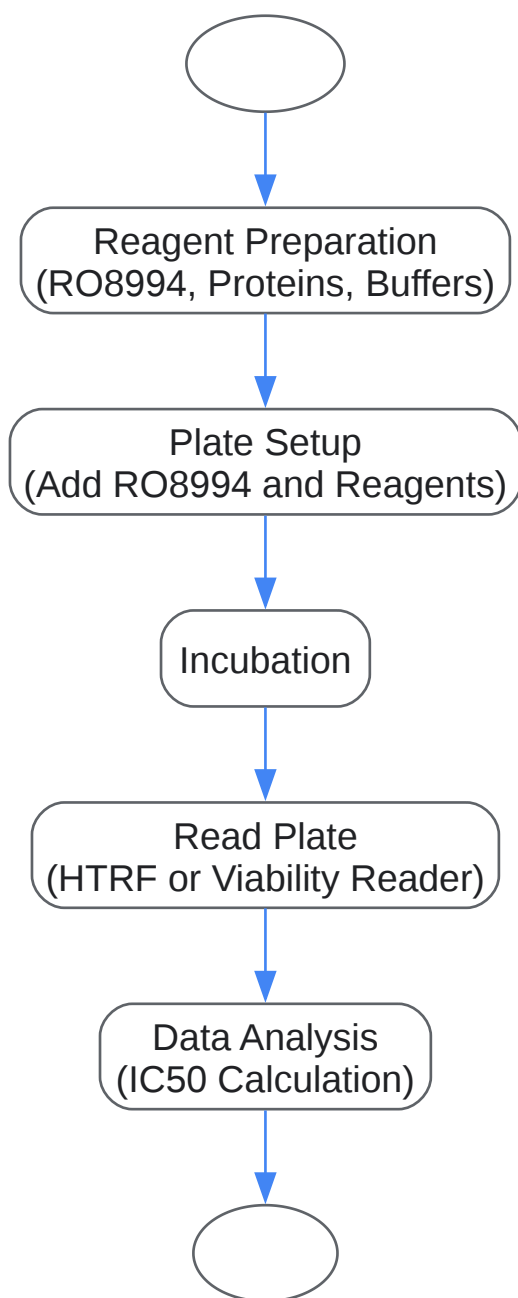 Reagent Preparation
(RO8994, Proteins, Buffers)
Plate Setup
(Add RO8994 and Reagents)
Incubation
Read Plate
(HTRF or Viability Reader)
Data Analysis
(IC50 Calculation)